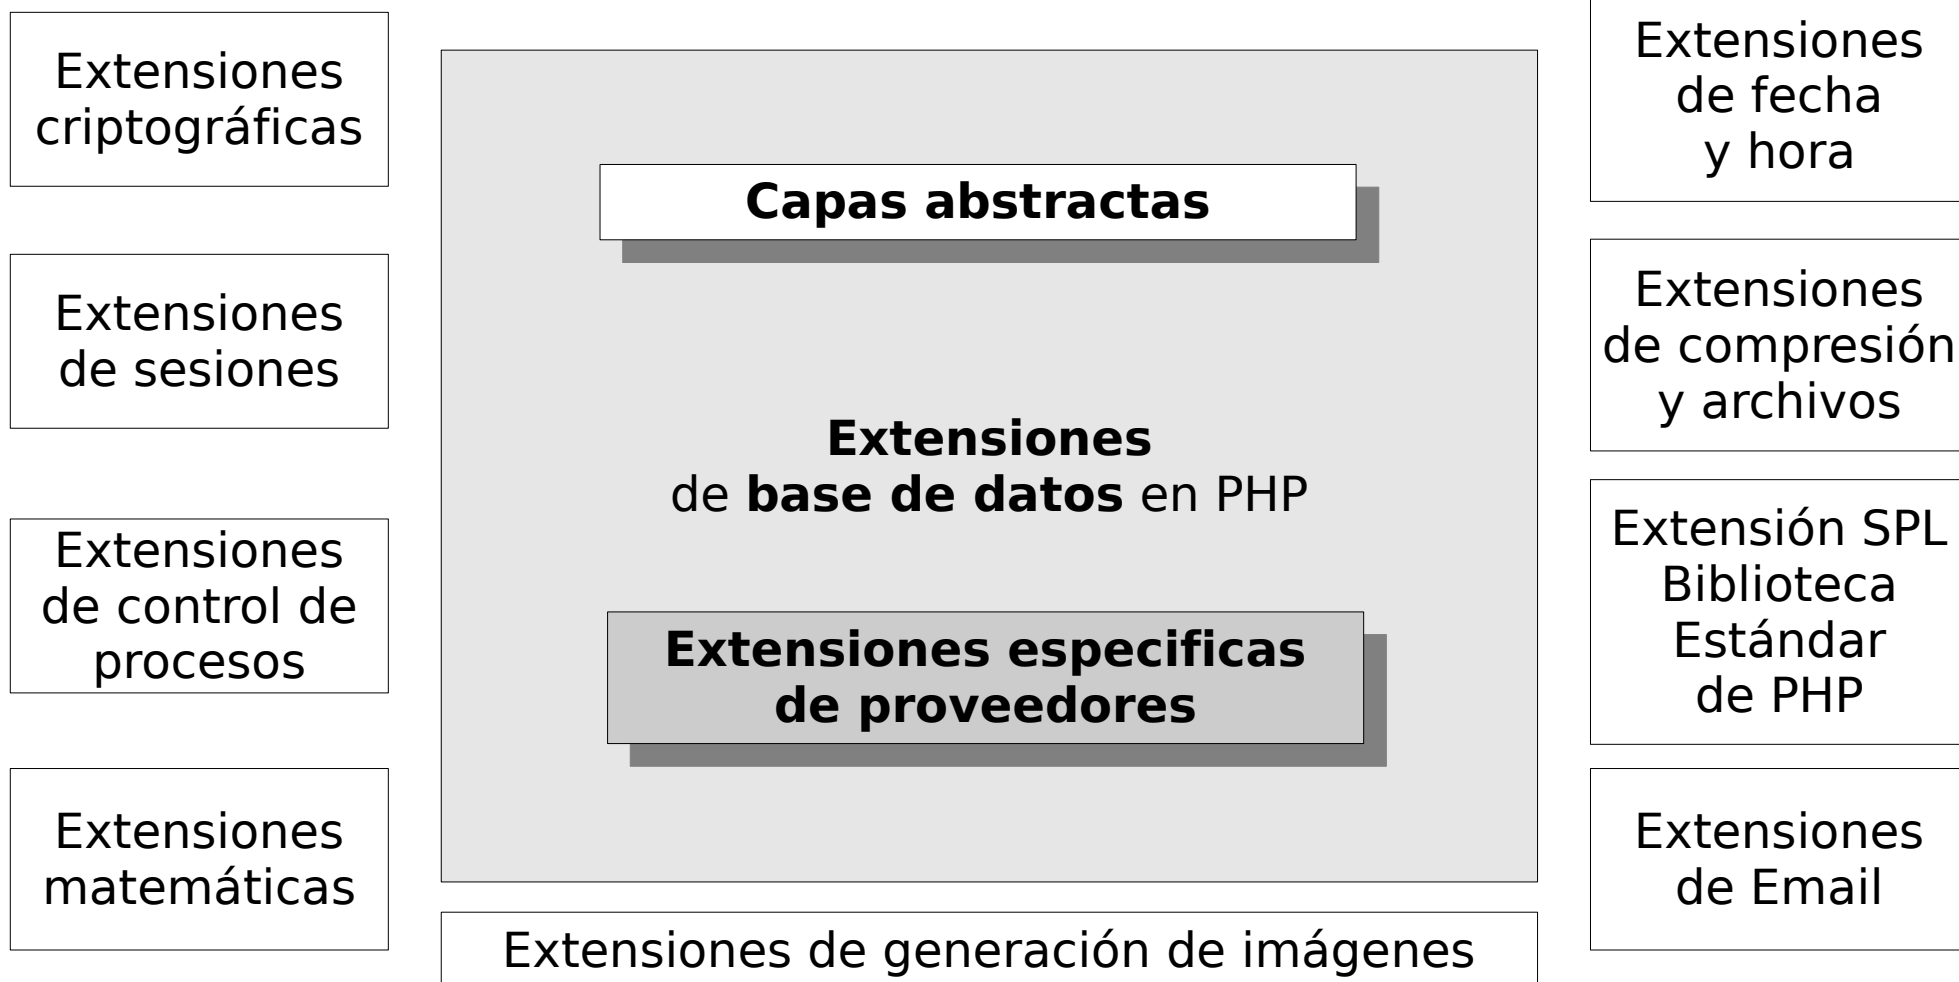 Extensiones
criptográficas
Extensiones
de sesiones
Extensiones
de control de
procesos
Extensiones
matemáticas
Capas abstractas
Extensiones
de base de datos en PHP
Extensiones especificas
de proveedores
Extensiones de generación de imágenes
Extensiones
de fecha
y hora
Extensiones
de compresión
y archivos
Extensión SPL
Biblioteca
Estándar
de PHP
Extensiones
de Email